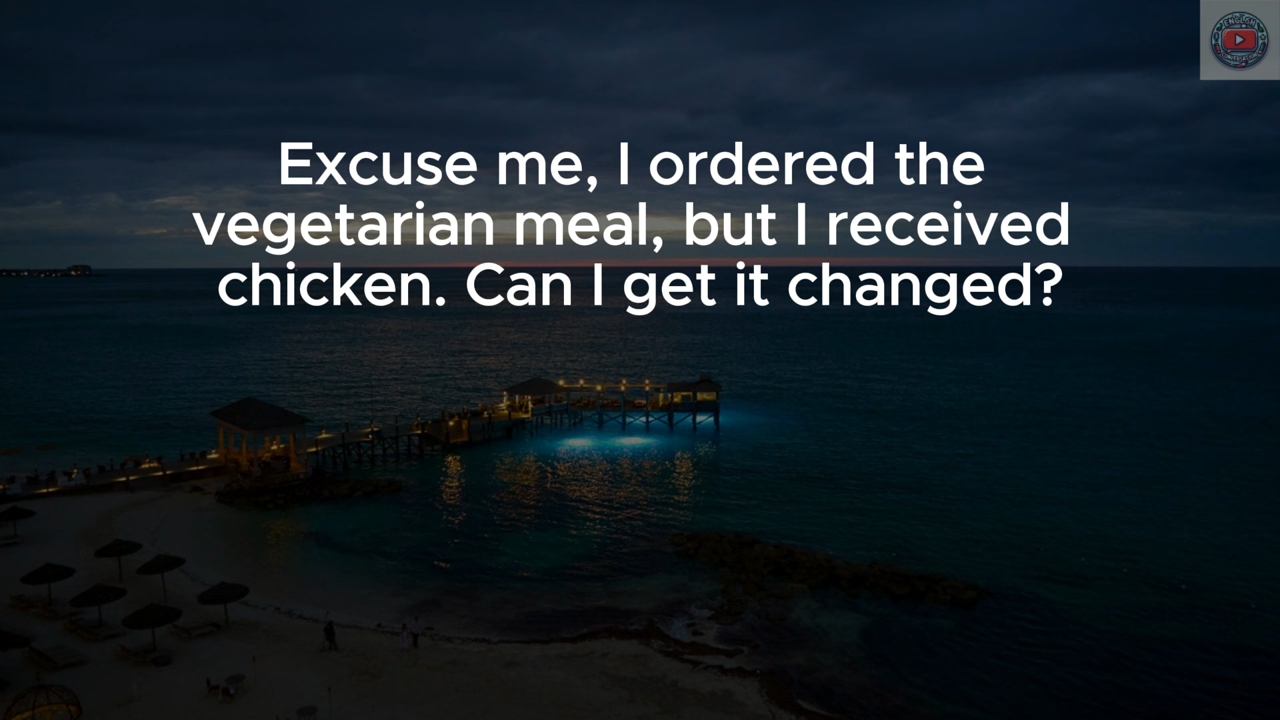 Excuse me, I ordered the
vegetarian meal, but I received
chicken. Can I get it changed?